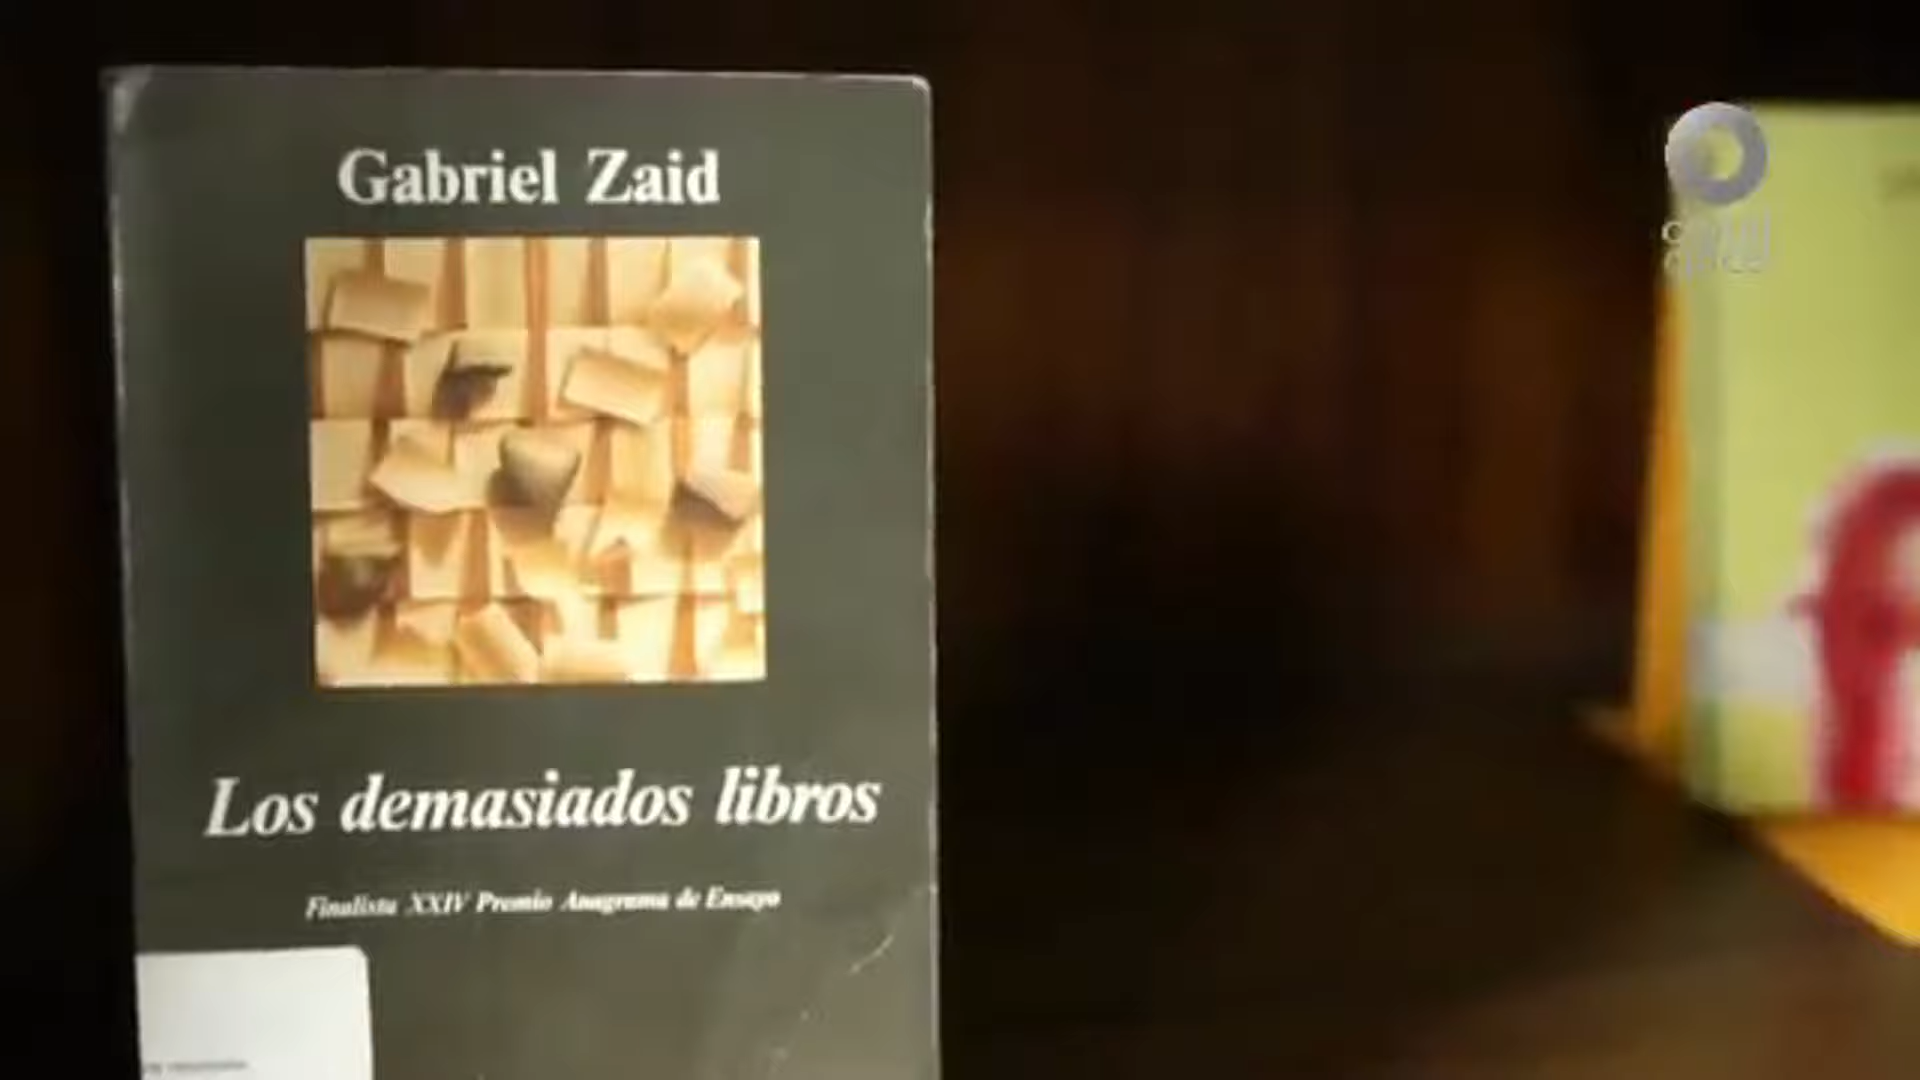 Gabriel Zaid
Los demasiados libros
Finalista XXIV Premio Anagrama de Ensayo
f